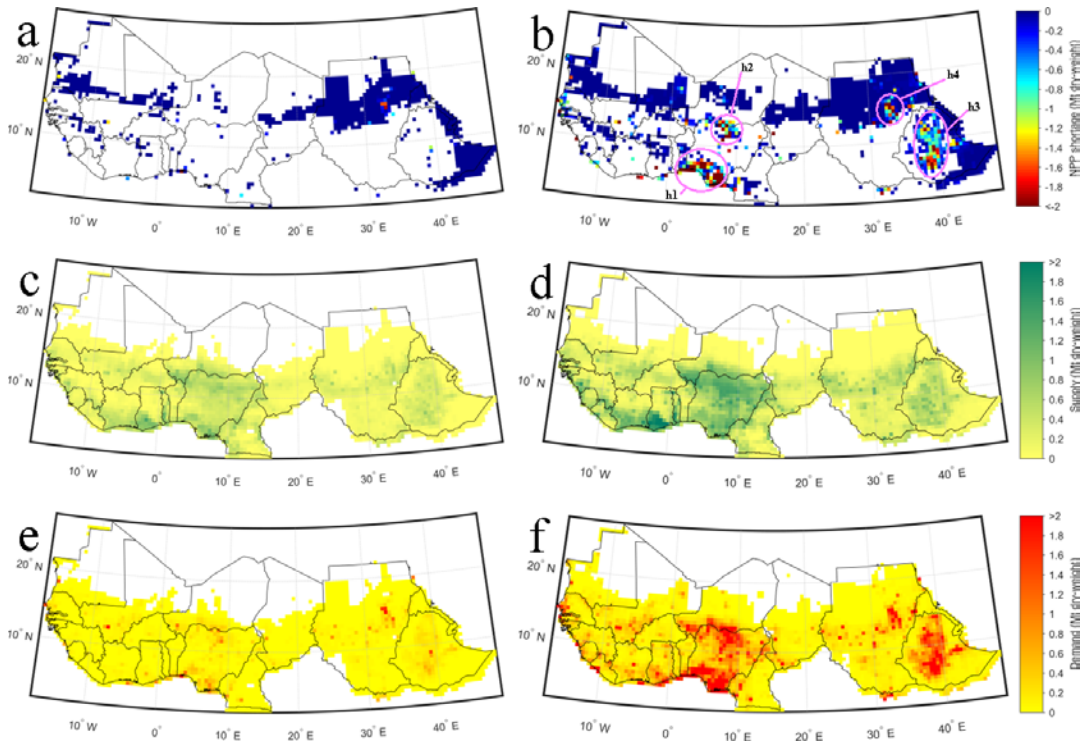 a
20° N
10° N
10° W
0°
10° E
20° E
30° E
40° E
b
h2
h4
h3
h1
20° N
10° N
10° W
0°
10° E
20° E
30° E
40° E
0
-0.2
-0.4
-0.6
-0.8
-1
-1.2
-1.4
-1.6
-1.8
<-2
NPP shortage (Mt dry-weight)
c
20° N
10° N
10° W
0°
10° E
20° E
30° E
40° E
d
20° N
10° N
10° W
0°
10° E
20° E
30° E
40° E
>2
1.8
1.6
1.4
1.2
1
0.8
0.6
0.4
0.2
0
Supply (Mt dry-weight)
e
20° N
10° N
10° W
0°
10° E
20° E
30° E
40° E
f
20° N
10° N
10° W
0°
10° E
20° E
30° E
40° E
>2
1.8
1.6
1.4
1.2
1
0.8
0.6
0.4
0.2
0
Demand (Mt dry-weight)